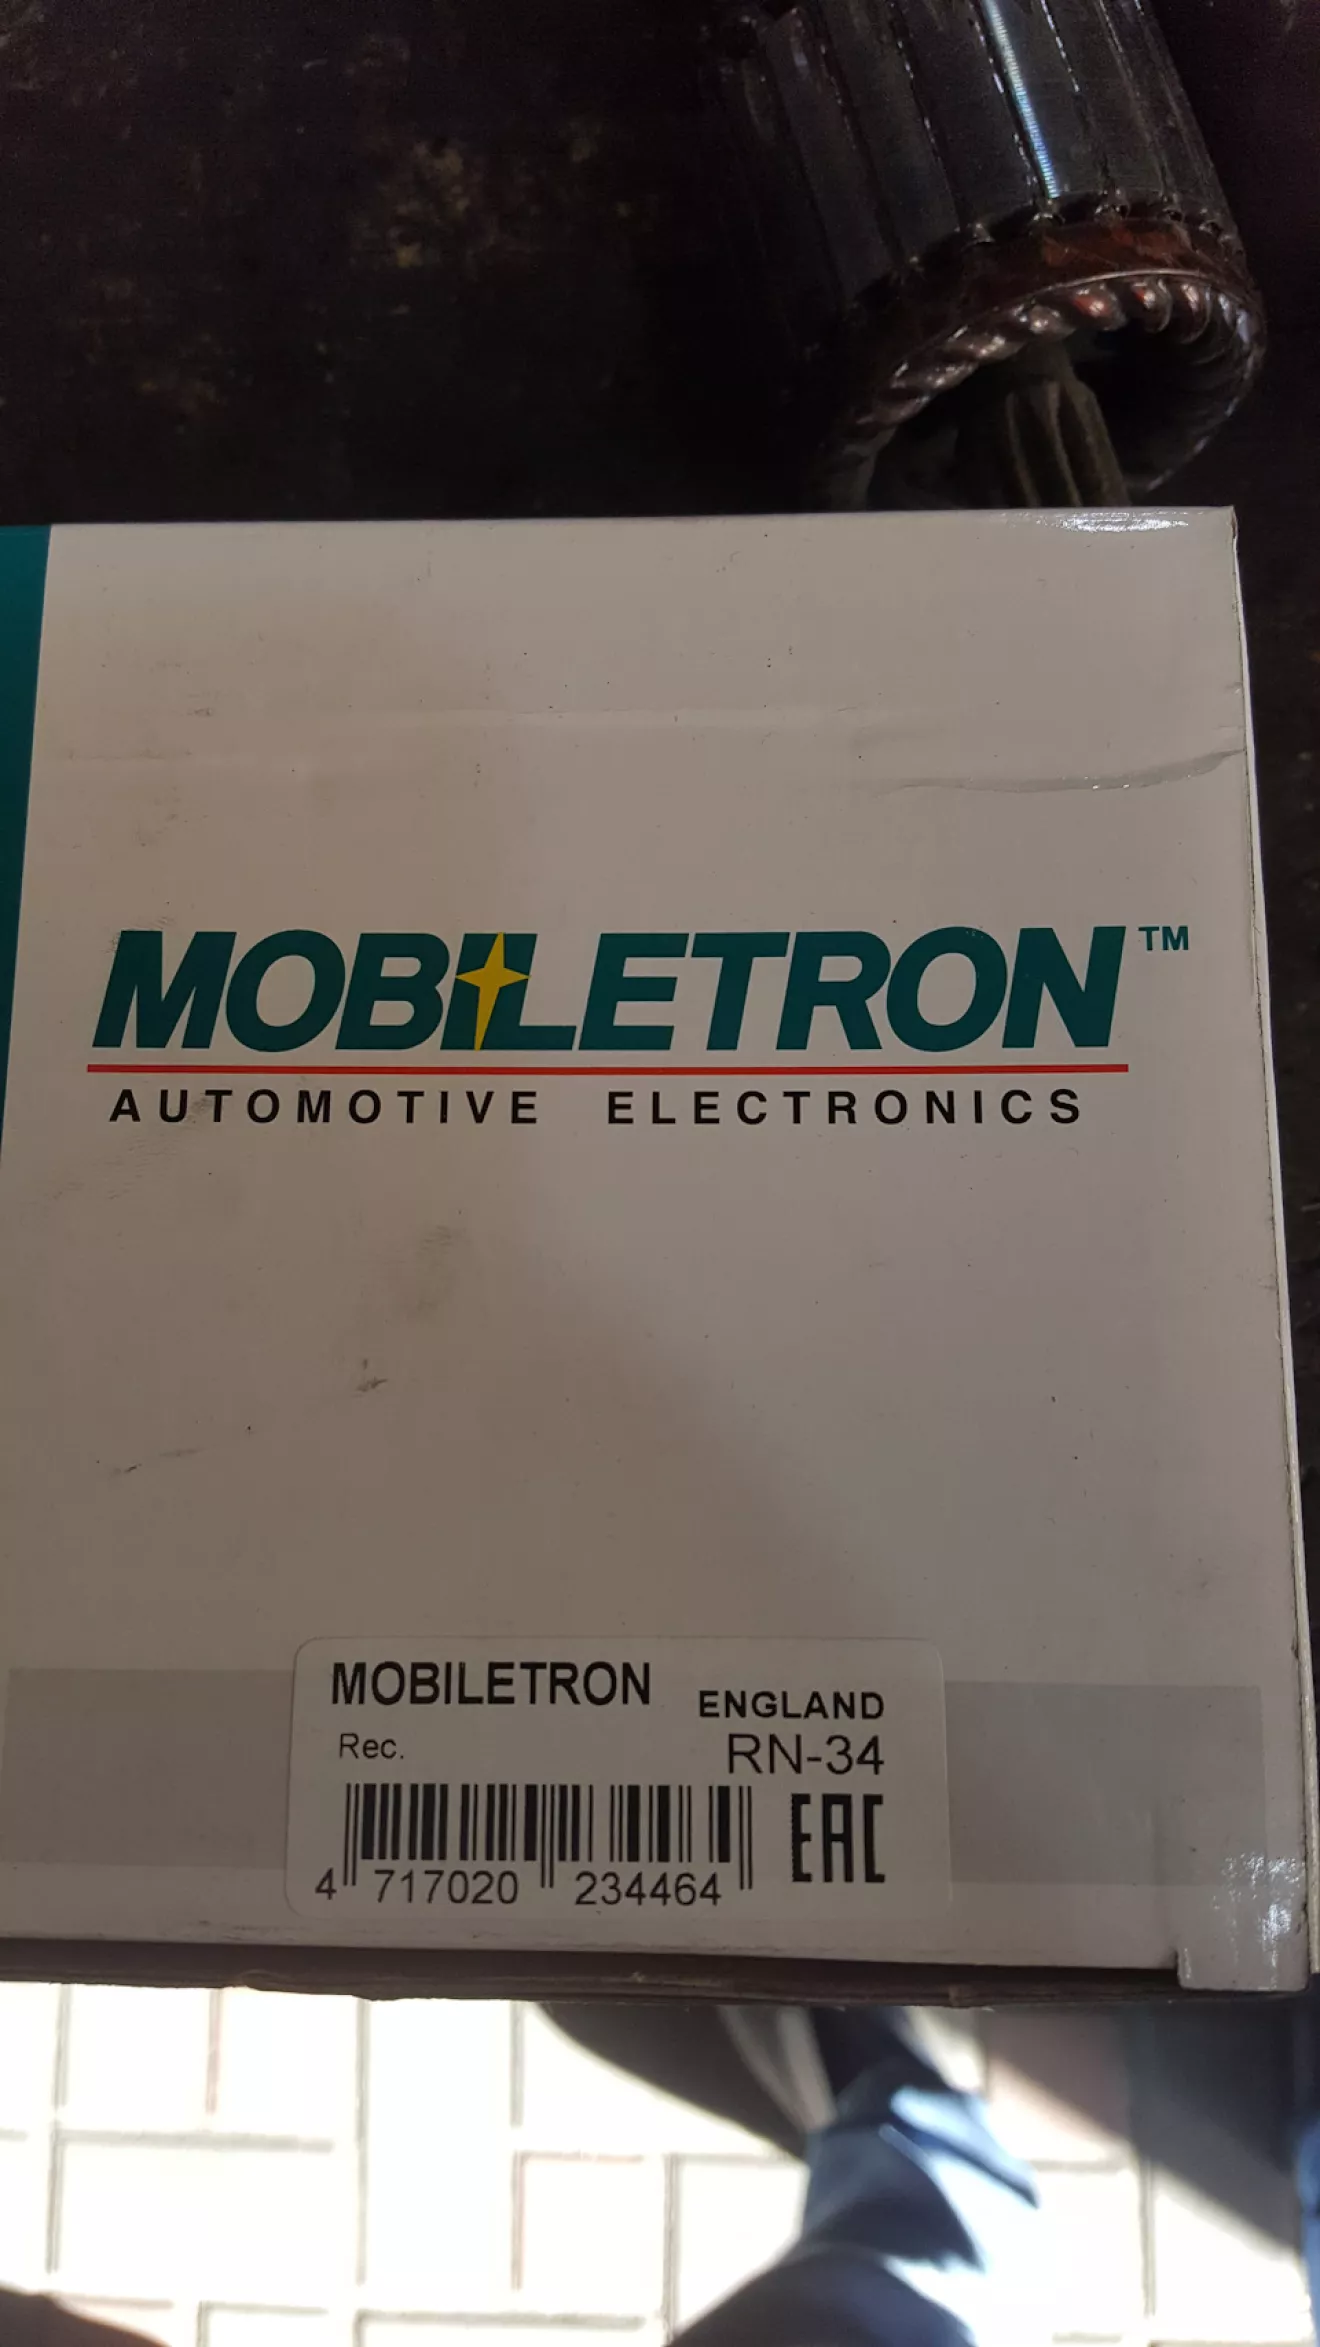 MOBILETRON™
AUTOMOTIVE ELECTRONICS
MOBILETRON ENGLAND
Rec. RN-34
4 717020 234464 EAC